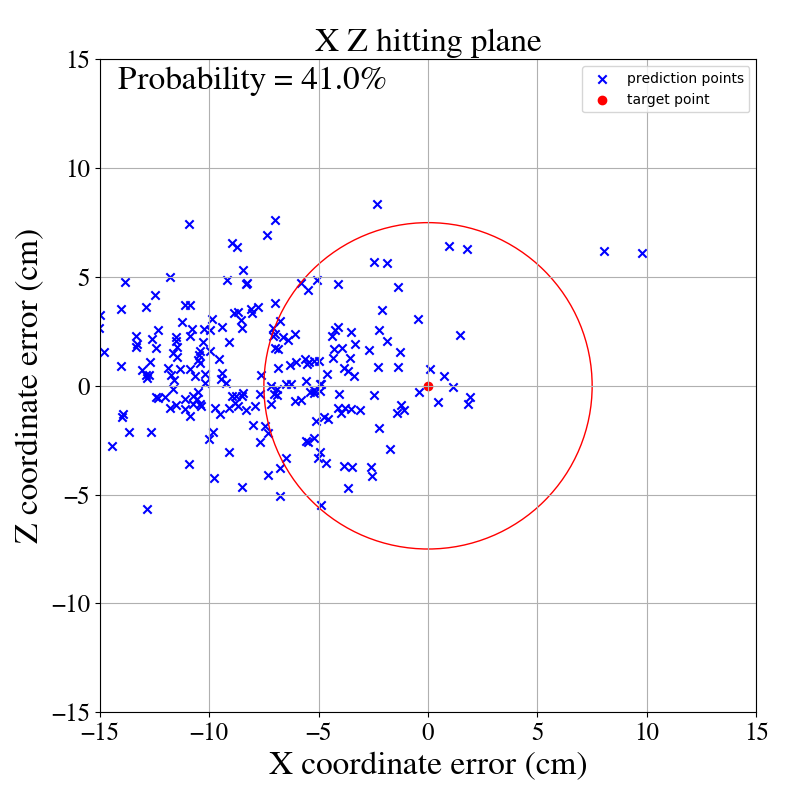 X Z hitting plane
Probability = 41.0%
prediction points
target point
Z coordinate error (cm)
15
10
5
0
−5
−10
−15
−15
−10
−5
0
5
10
15
X coordinate error (cm)